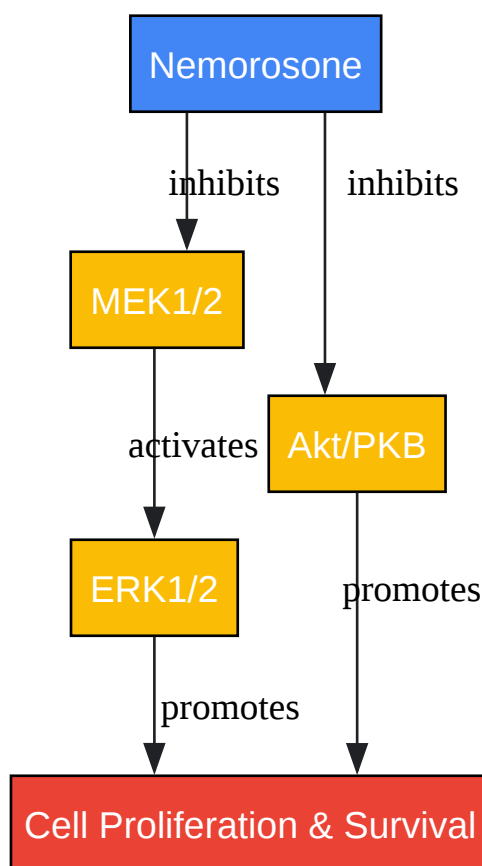 Nemorosone
inhibits
inhibits
MEK1/2
activates
Akt/PKB
ERK1/2
promotes
promotes
Cell Proliferation & Survival